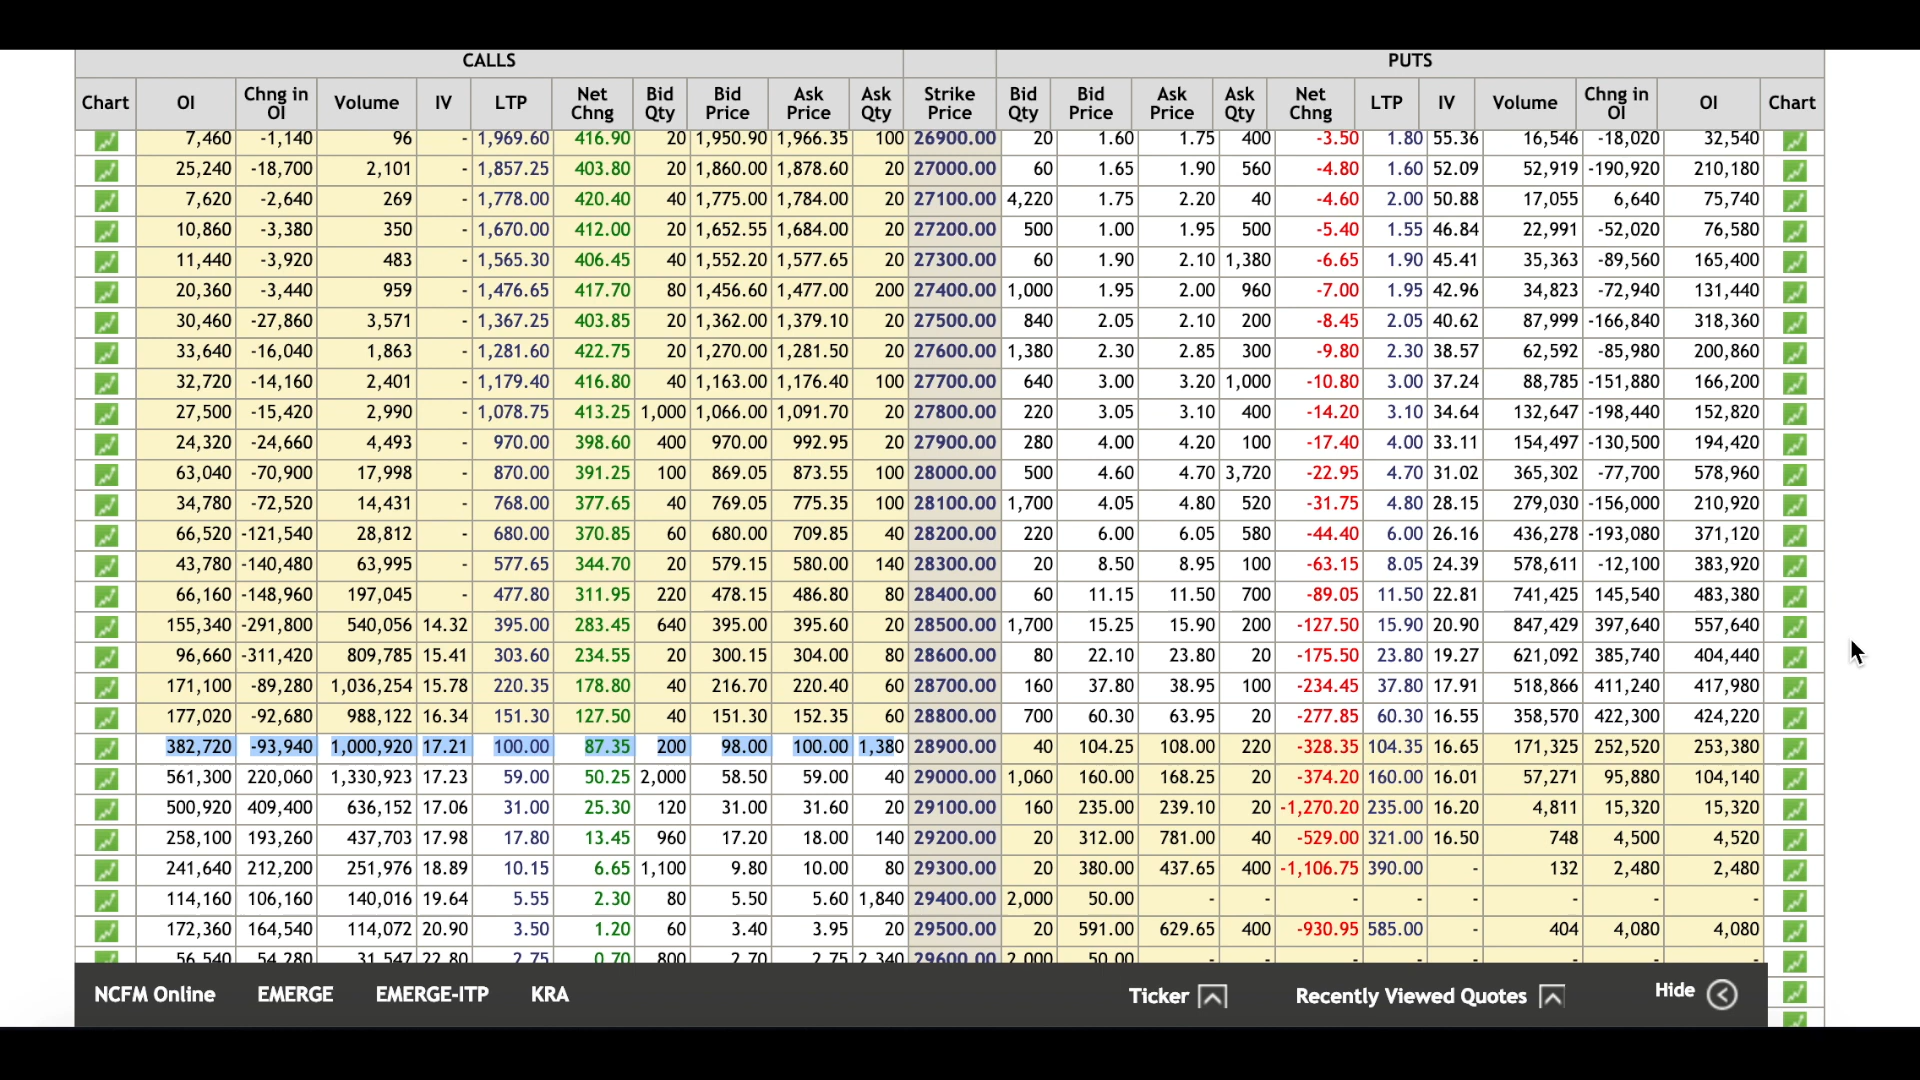 CALLS PUTS
Chart OI Chng in OI Volume IV LTP Net Chng Bid Qty Bid Price Ask Price Ask Qty Strike Price Bid Qty Bid Price Ask Price Ask Qty Net Chng LTP IV Volume Chng in OI OI Chart
7,460 -1,140 96 - 1,969.60 416.90 20 1,950.90 1,966.35 100 26900.00 20 1.60 1.75 400 -3.50 1.80 55.36 16,546 -18,020 32,540
25,240 -18,700 2,101 - 1,857.25 403.80 20 1,860.00 1,878.60 20 27000.00 60 1.65 1.90 560 -4.80 1.60 52.09 52,919 -190,920 210,180
7,620 -2,640 269 - 1,778.00 420.40 40 1,775.00 1,784.00 20 27100.00 4,220 1.75 2.20 40 -4.60 2.00 50.88 17,055 6,640 75,740
10,860 -3,380 350 - 1,670.00 412.00 20 1,652.55 1,684.00 20 27200.00 500 1.00 1.95 500 -5.40 1.55 46.84 22,991 -52,020 76,580
11,440 -3,920 483 - 1,565.30 406.45 40 1,552.20 1,577.65 20 27300.00 60 1.90 2.10 1,380 -6.65 1.90 45.41 35,363 -89,560 165,400
20,360 -3,440 959 - 1,476.65 417.70 80 1,456.60 1,477.00 200 27400.00 1,000 1.95 2.00 960 -7.00 1.95 42.96 34,823 -72,940 131,440
30,460 -27,860 3,571 - 1,367.25 403.85 20 1,362.00 1,379.10 20 27500.00 840 2.05 2.10 200 -8.45 2.05 40.62 87,999 -166,840 318,360
33,640 -16,040 1,863 - 1,281.60 422.75 20 1,270.00 1,281.50 20 27600.00 1,380 2.30 2.85 300 -9.80 2.30 38.57 62,592 -85,980 200,860
32,720 -14,160 2,401 - 1,179.40 416.80 40 1,163.00 1,176.40 100 27700.00 640 3.00 3.20 1,000 -10.80 3.00 37.24 88,785 -151,880 166,200
27,500 -15,420 2,990 - 1,078.75 413.25 1,000 1,066.00 1,091.70 20 27800.00 220 3.05 3.10 400 -14.20 3.10 34.64 132,647 -198,440 152,820
24,320 -24,660 4,493 - 970.00 398.60 400 970.00 992.95 20 27900.00 280 4.00 4.20 100 -17.40 4.00 33.11 154,497 -130,500 194,420
63,040 -70,900 17,998 - 870.00 391.25 100 869.05 873.55 100 28000.00 500 4.60 4.70 3,720 -22.95 4.70 31.02 365,302 -77,700 578,960
34,780 -72,520 14,431 - 768.00 377.65 40 769.05 775.35 100 28100.00 1,700 4.05 4.80 520 -31.75 4.80 28.15 279,030 -156,000 210,920
66,520 -121,540 28,812 - 680.00 370.85 60 680.00 709.85 40 28200.00 220 6.00 6.05 580 -44.40 6.00 26.16 436,278 -193,080 371,120
43,780 -140,480 63,995 - 577.65 344.70 20 579.15 580.00 140 28300.00 20 8.50 8.95 100 -63.15 8.05 24.39 578,611 -12,100 383,920
66,160 -148,960 197,045 - 477.80 311.95 220 478.15 486.80 80 28400.00 60 11.15 11.50 700 -89.05 11.50 22.81 741,425 145,540 483,380
155,340 -291,800 540,056 14.32 395.00 283.45 640 395.00 395.60 20 28500.00 1,700 15.25 15.90 200 -127.50 15.90 20.90 847,429 397,640 557,640
96,660 -311,420 809,785 15.41 303.60 234.55 20 300.15 304.00 80 28600.00 80 22.10 23.80 20 -175.50 23.80 19.27 621,092 385,740 404,440
171,100 -89,280 1,036,254 15.78 220.35 178.80 40 216.70 220.40 60 28700.00 160 37.80 38.95 100 -234.45 37.80 17.91 518,866 411,240 417,980
177,020 -92,680 988,122 16.34 151.30 127.50 40 151.30 152.35 60 28800.00 700 60.30 63.95 20 -277.85 60.30 16.55 358,570 422,300 424,220
382,720 -93,940 1,000,920 17.21 100.00 87.35 200 98.00 100.00 1,380 28900.00 40 104.25 108.00 220 -328.35 104.35 16.65 171,325 252,520 253,380
561,300 220,060 1,330,923 17.23 59.00 50.25 2,000 58.50 59.00 40 29000.00 1,060 160.00 168.25 20 -374.20 160.00 16.01 57,271 95,880 104,140
500,920 409,400 636,152 17.06 31.00 25.30 120 31.00 31.60 20 29100.00 160 235.00 239.10 20 -1,270.20 235.00 16.20 4,811 15,320 15,320
258,100 193,260 437,703 17.98 17.80 13.45 960 17.20 18.00 140 29200.00 20 312.00 781.00 40 -529.00 321.00 16.50 748 4,500 4,520
241,640 212,200 251,976 18.89 10.15 6.65 1,100 9.80 10.00 80 29300.00 20 380.00 437.65 400 -1,106.75 390.00 - 132 2,480 2,480
114,160 106,160 140,016 19.64 5.55 2.30 80 5.50 5.60 1,840 29400.00 2,000 50.00 - - - - - - - -
172,360 164,540 114,072 20.90 3.50 1.20 60 3.40 3.95 20 29500.00 20 591.00 629.65 400 -930.95 585.00 - 404 4,080 4,080
56,540 54,280 31,547 22.80 2.75 0.70 800 2.70 2.75 2,340 29600.00 2,000 50.00 - - - - - - - -
NCFM Online EMERGE EMERGE-ITP KRA Ticker Recently Viewed Quotes Hide